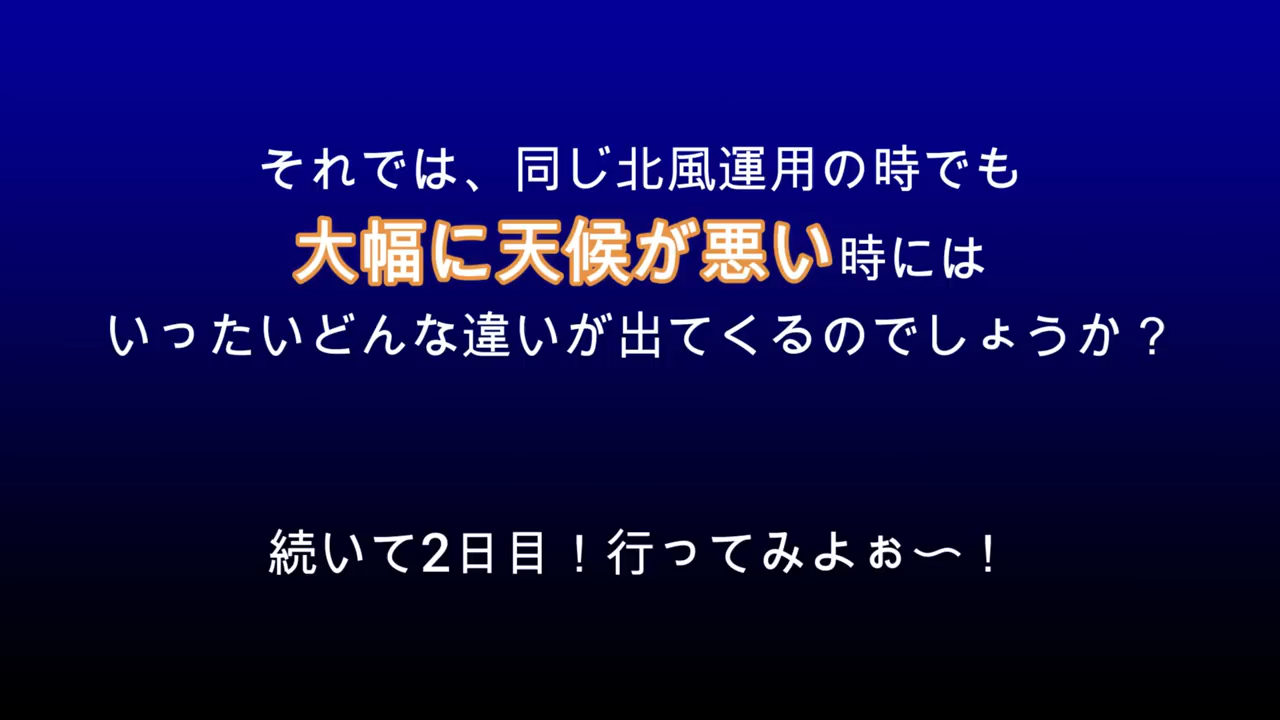 それでは、同じ北風運用の時でも
大幅に天候が悪い時には
いったいどんな違いが出てくるのでしょうか？
続いて2日目！行ってみよぉ〜！